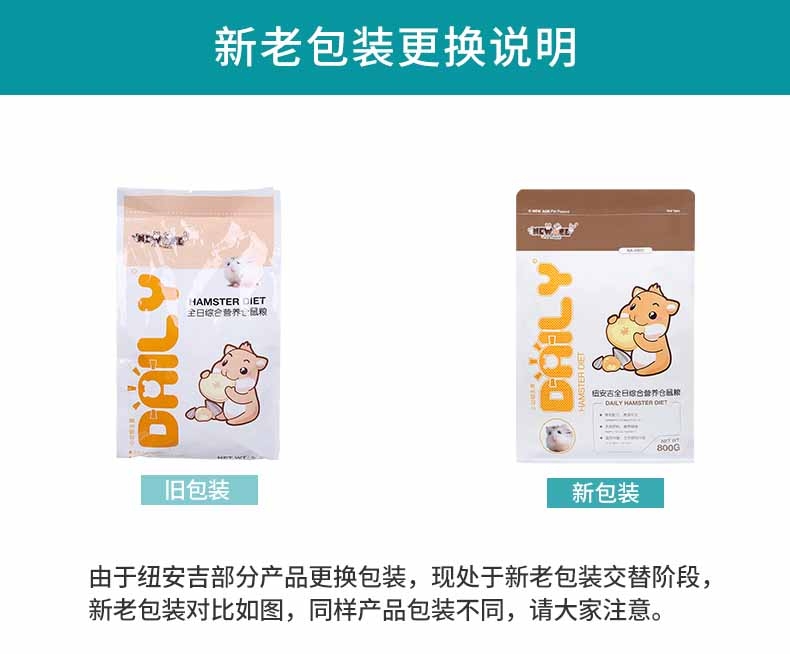 新老包装更换说明
DAILY
HAMSTER DIET
全日综合营养仓鼠粮
旧包装
DAILY
HAMSTER DIET
纽安吉全日综合营养仓鼠粮
DAILY HAMSTER DIET
NET WT
800G
新包装
由于纽安吉部分产品更换包装，现处于新老包装交替阶段，
新老包装对比如图，同样产品包装不同，请大家注意。